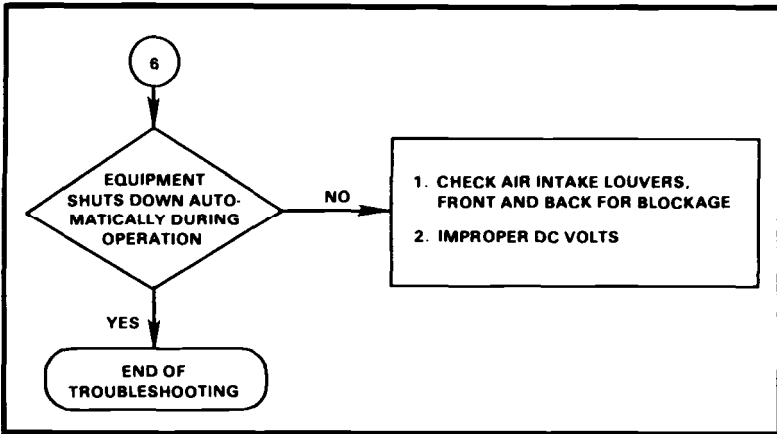 6
EQUIPMENT
SHUTS DOWN AUTO-
MATICALLY DURING
OPERATION
NO
1. CHECK AIR INTAKE LOUVERS,
FRONT AND BACK FOR BLOCKAGE
2. IMPROPER DC VOLTS
YES
END OF
TROUBLESHOOTING